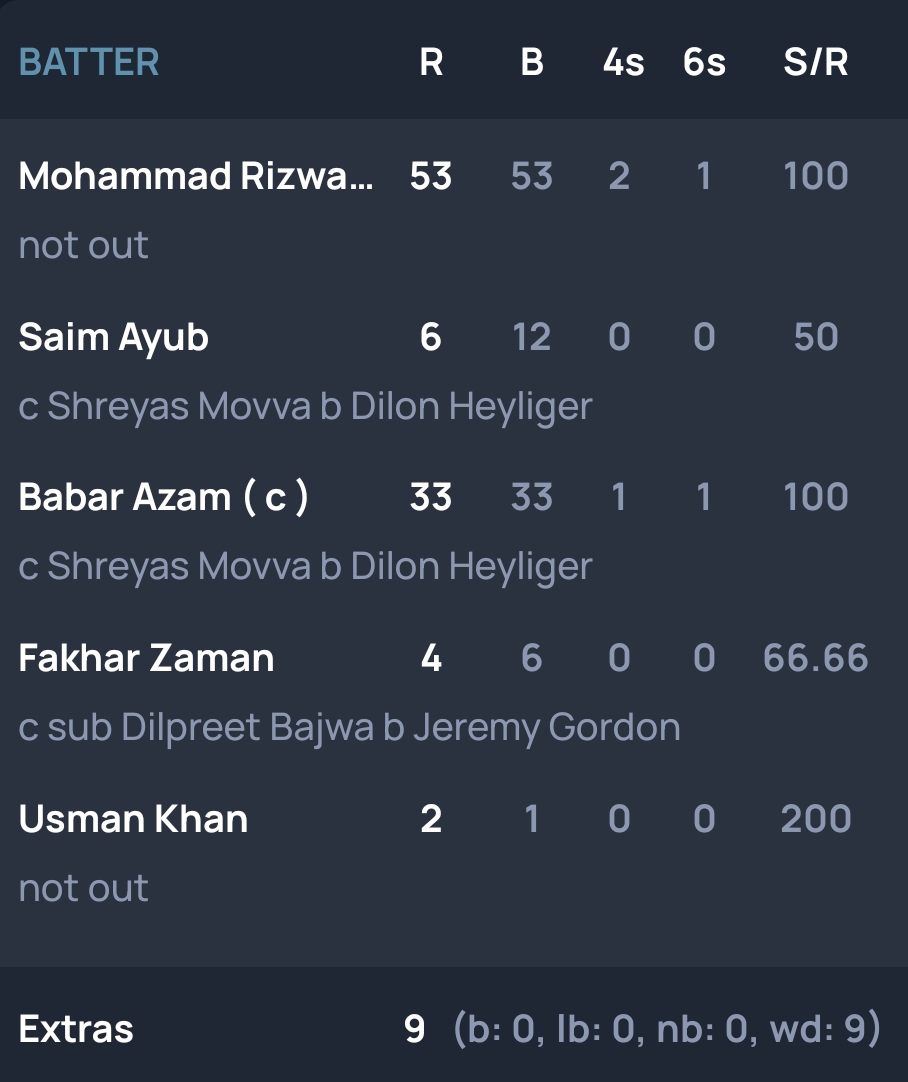 BATTER R B 4s 6s S/R
Mohammad Rizwa... 53 53 2 1 100
not out
Saim Ayub 6 12 0 0 50
c Shreyas Movva b Dilon Heyliger
Babar Azam ( c ) 33 33 1 1 100
c Shreyas Movva b Dilon Heyliger
Fakhar Zaman 4 6 0 0 66.66
c sub Dilpreet Bajwa b Jeremy Gordon
Usman Khan 2 1 0 0 200
not out
Extras 9 (b: 0, lb: 0, nb: 0, wd: 9)